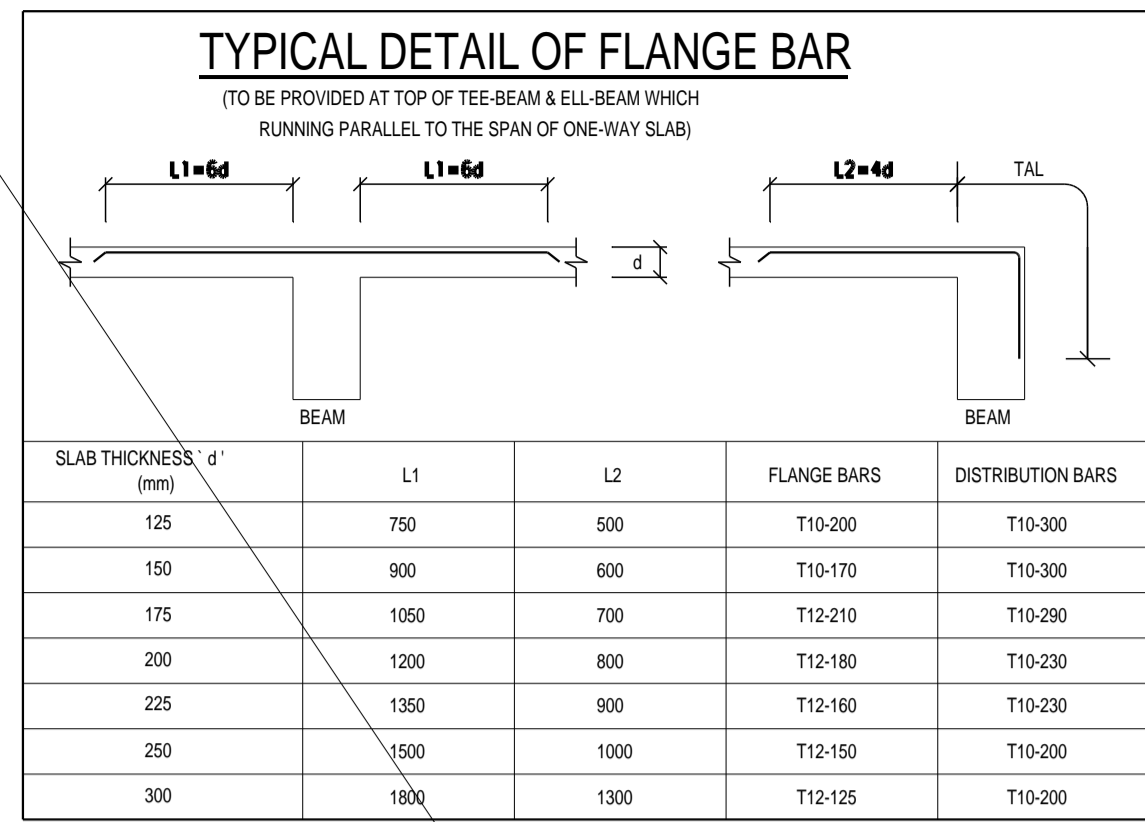 TYPICAL DETAIL OF FLANGE BAR
(TO BE PROVIDED AT TOP OF TEE-BEAM & ELL-BEAM WHICH
RUNNING PARALLEL TO THE SPAN OF ONE-WAY SLAB)
L1=6d L1=6d L2=4d TAL
d
BEAM BEAM
SLAB THICKNESS ` d '
(mm) L1 L2 FLANGE BARS DISTRIBUTION BARS
125 750 500 T10-200 T10-300
150 900 600 T10-170 T10-300
175 1050 700 T12-210 T10-290
200 1200 800 T12-180 T10-230
225 1350 900 T12-160 T10-230
250 1500 1000 T12-150 T10-200
300 1800 1300 T12-125 T10-200